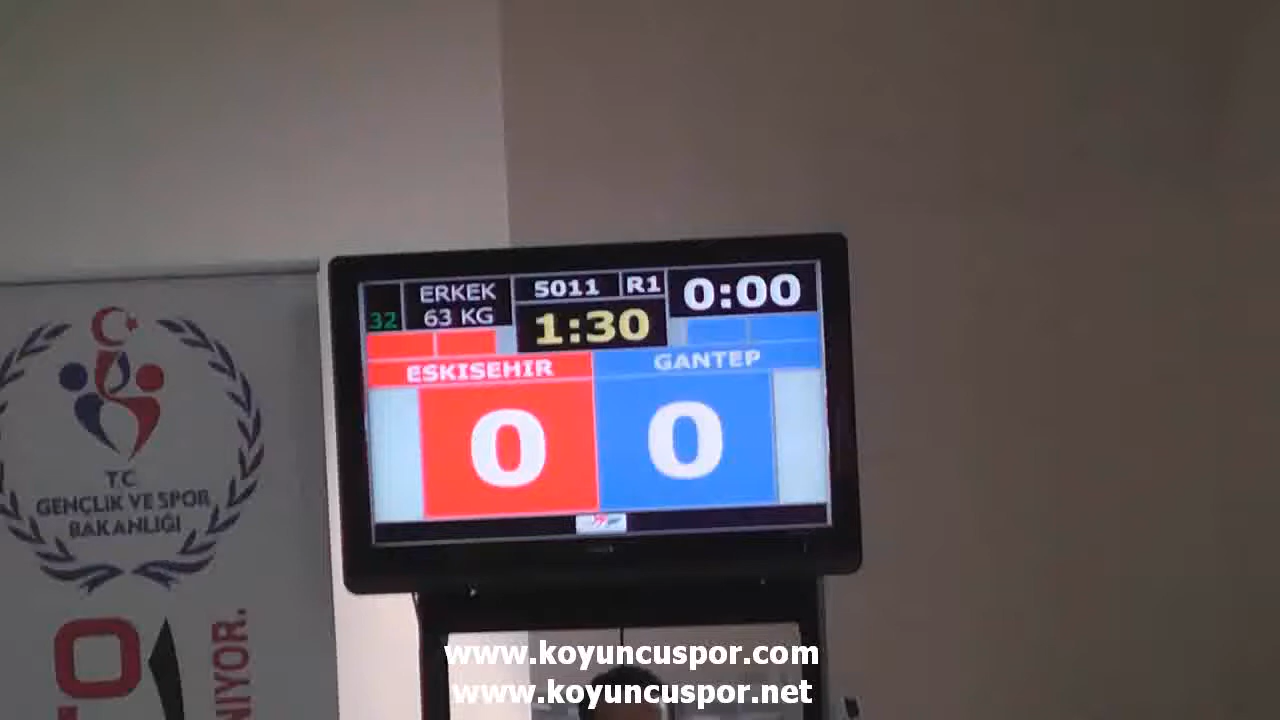 32
ERKEK
63 KG
5011
R1
0:00
1:30
ESKISEHIR
GANTEP
0
0
T.C
GENÇLİK VE SPOR
BAKANLIĞI
NIYOR.
www.koyuncuspor.com
www.koyuncuspor.net